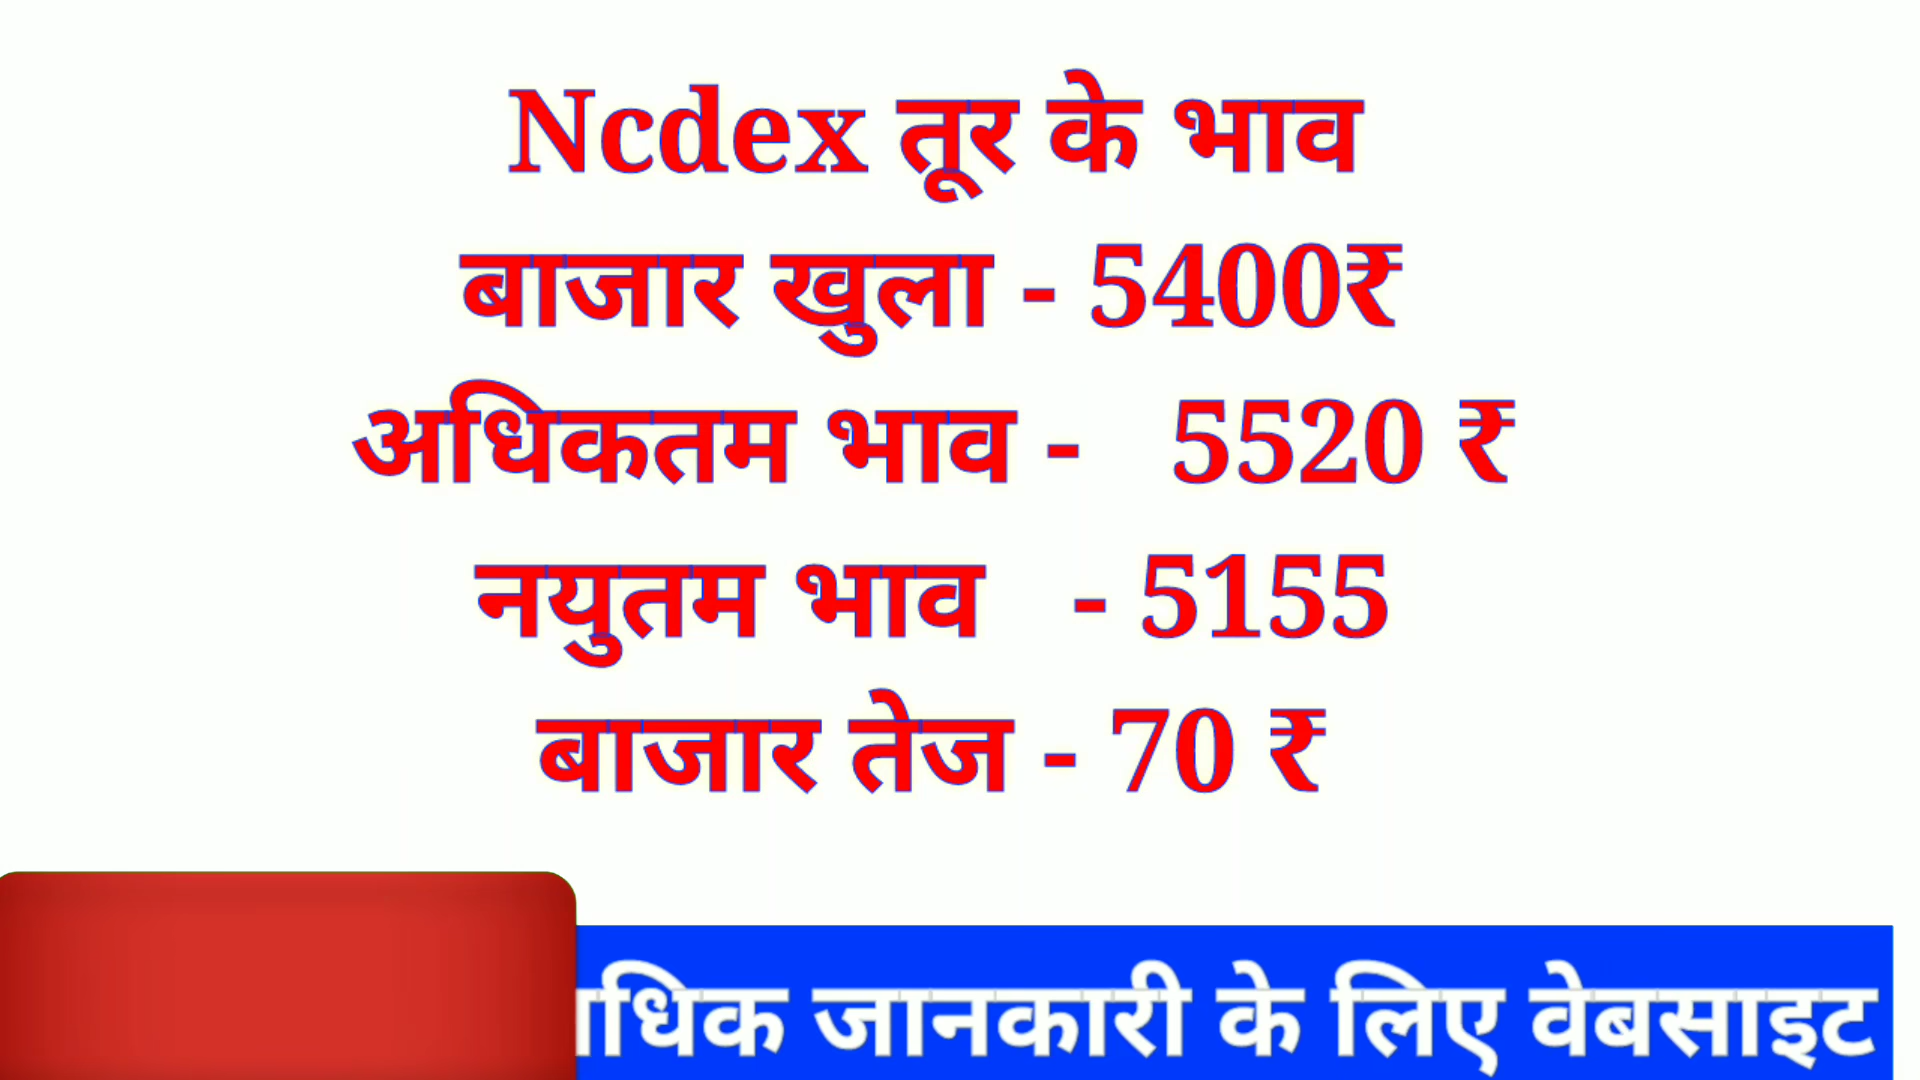 Ncdex तूर के भाव
बाजार खुला - 5400₹
अधिकतम भाव - 5520 ₹
नयुतम भाव - 5155
बाजार तेज - 70 ₹
जानकारी के लिए वेबसाइट